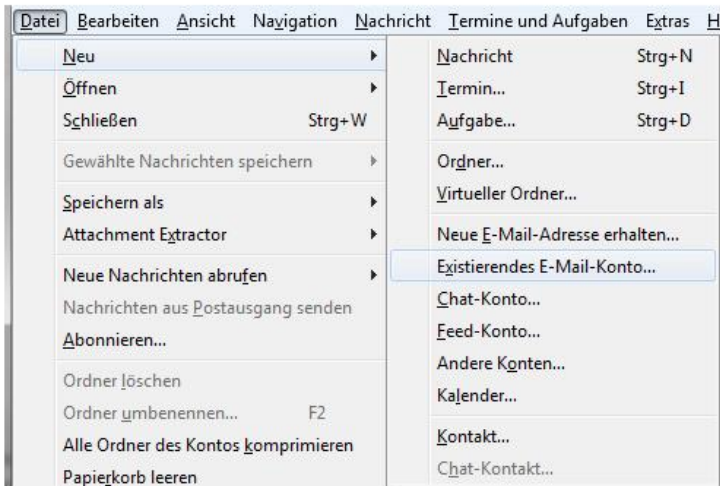 Datei Bearbeiten Ansicht Navigation Nachricht Termine und Aufgaben Extras H
Neu
Öffnen
Schließen Strg+W
Gewählte Nachrichten speichern
Speichern als
Attachment Extractor
Neue Nachrichten abrufen
Nachrichten aus Postausgang senden
Abonnieren...
Ordner löschen
Ordner umbenennen... F2
Alle Ordner des Kontos komprimieren
Papierkorb leeren
Nachricht Strg+N
Termin... Strg+I
Aufgabe... Strg+D
Ordner...
Virtueller Ordner...
Neue E-Mail-Adresse erhalten...
Existierendes E-Mail-Konto...
Chat-Konto...
Feed-Konto...
Andere Konten...
Kalender...
Kontakt...
Chat-Kontakt...